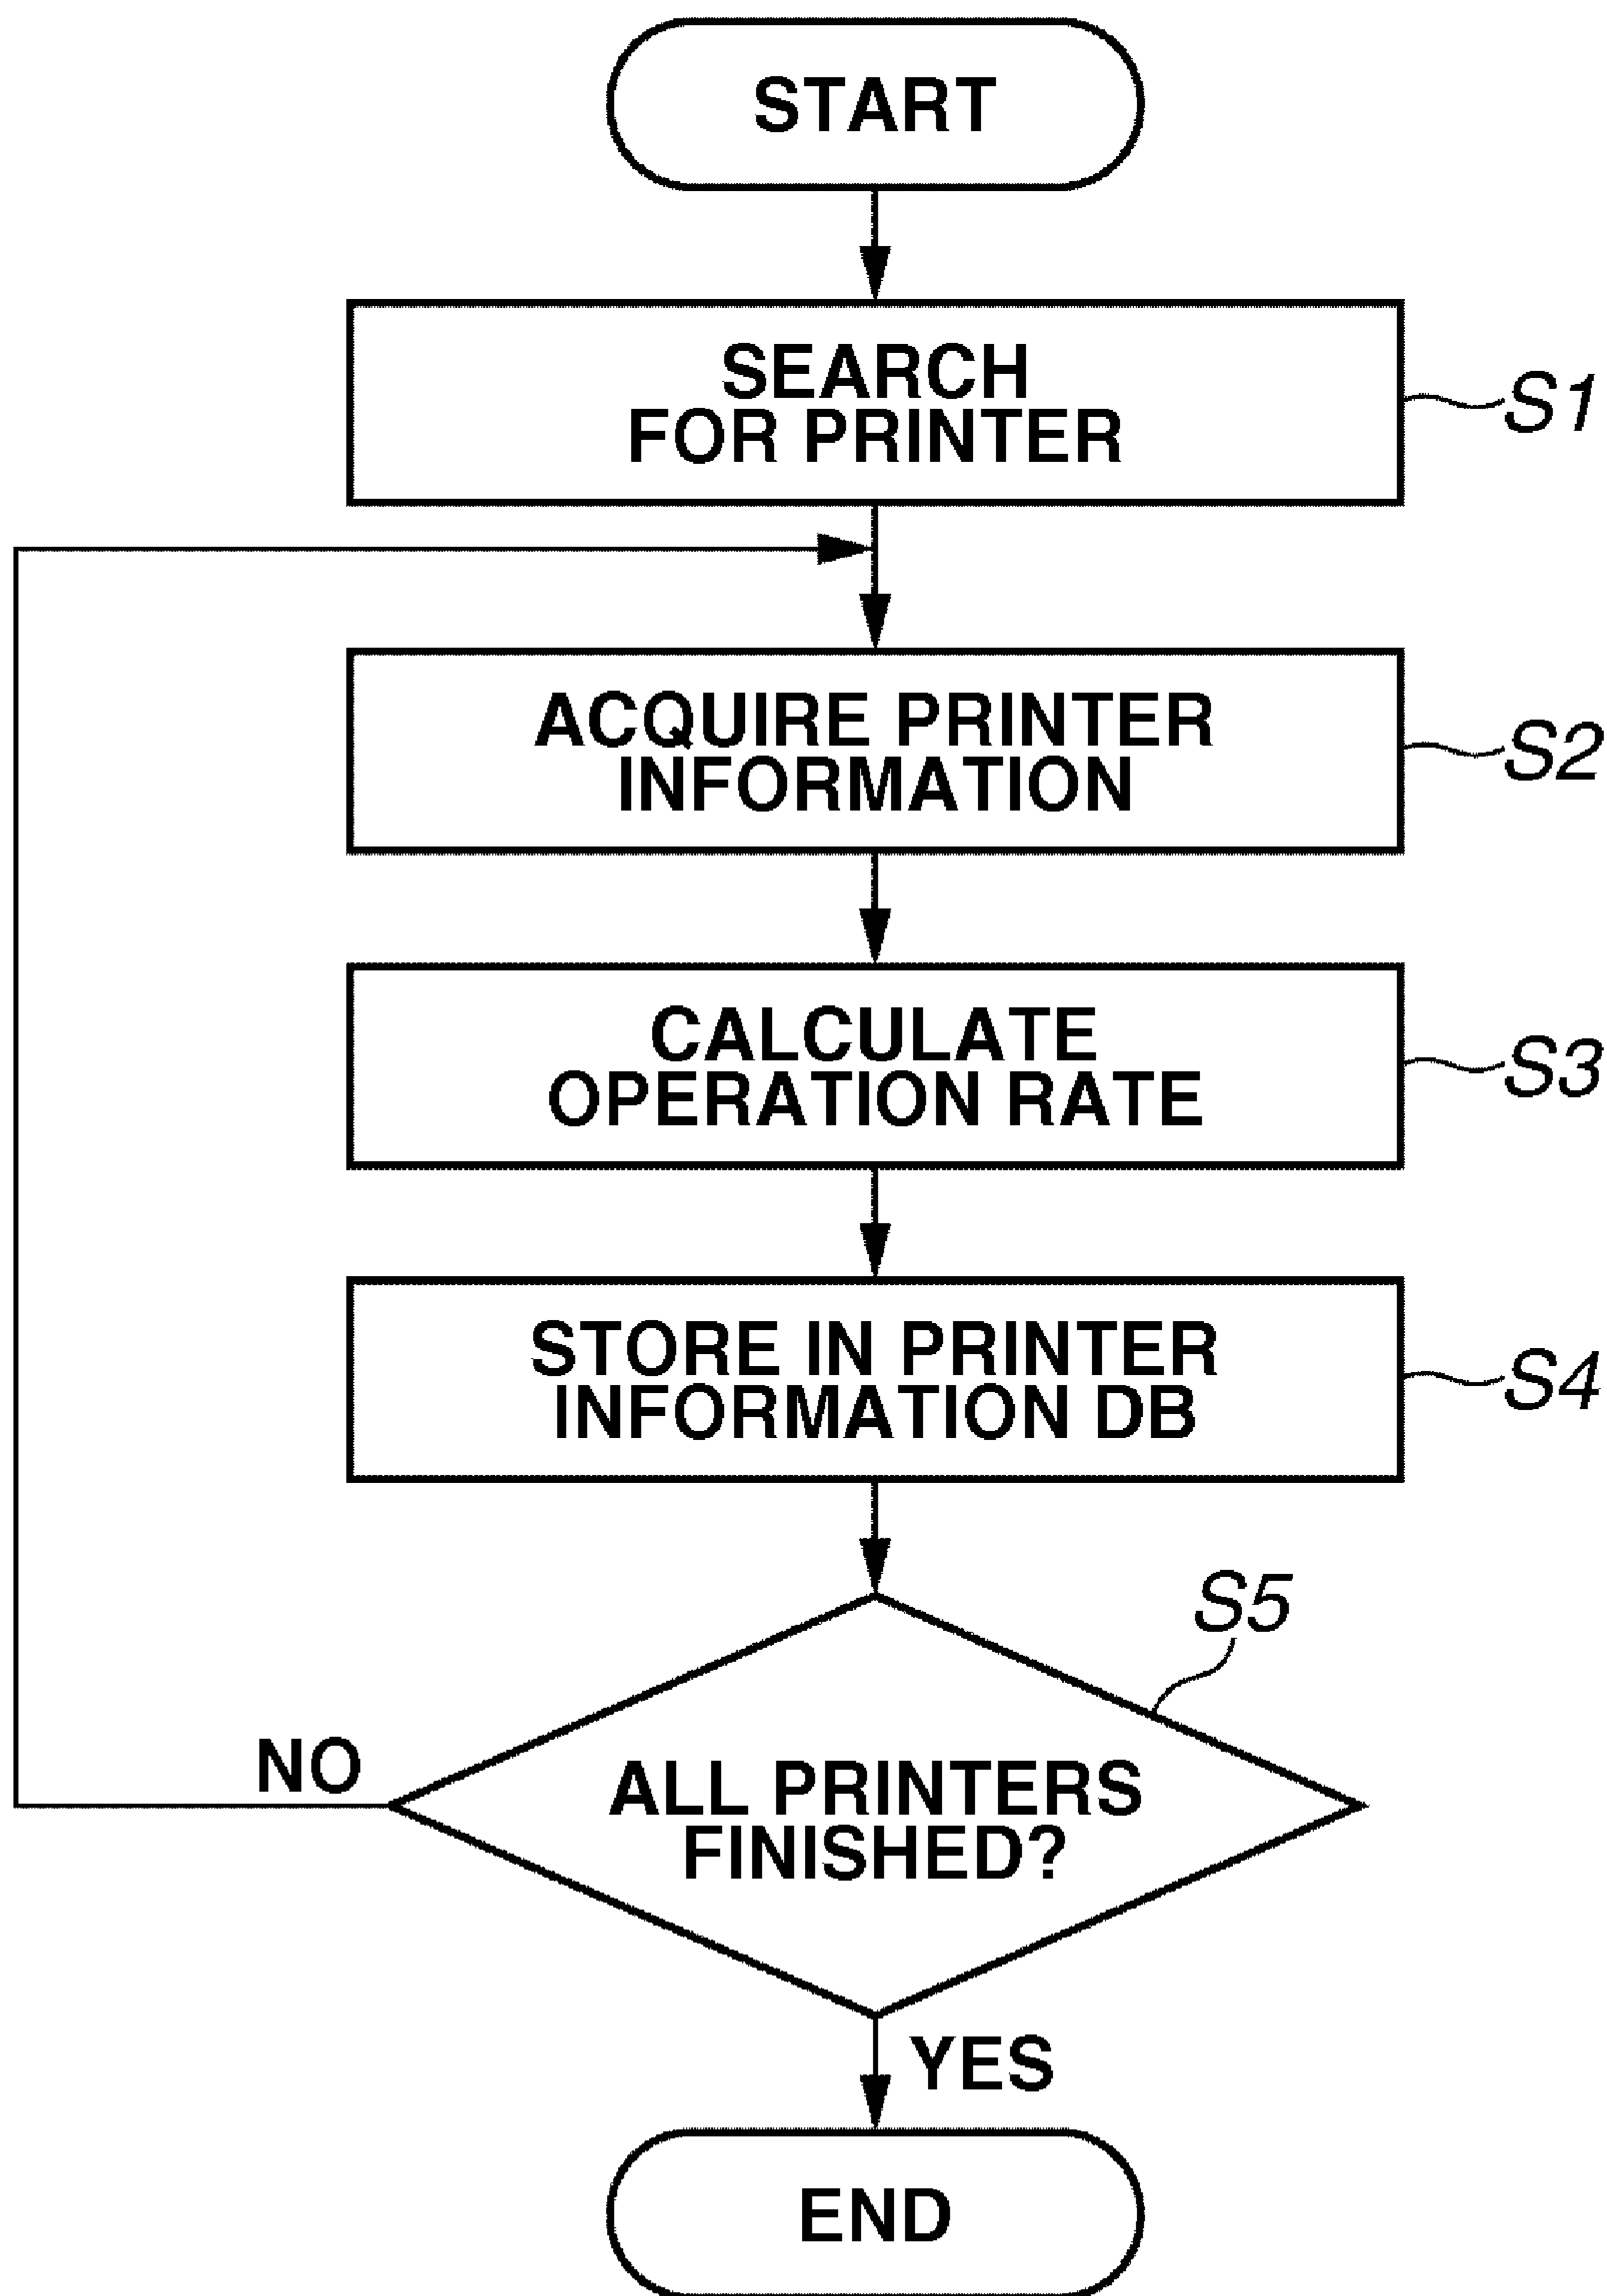 START
SEARCH
FOR PRINTER
S1
ACQUIRE PRINTER
INFORMATION
S2
CALCULATE
OPERATION RATE
S3
STORE IN PRINTER
INFORMATION DB
S4
S5
NO
ALL PRINTERS
FINISHED?
YES
END